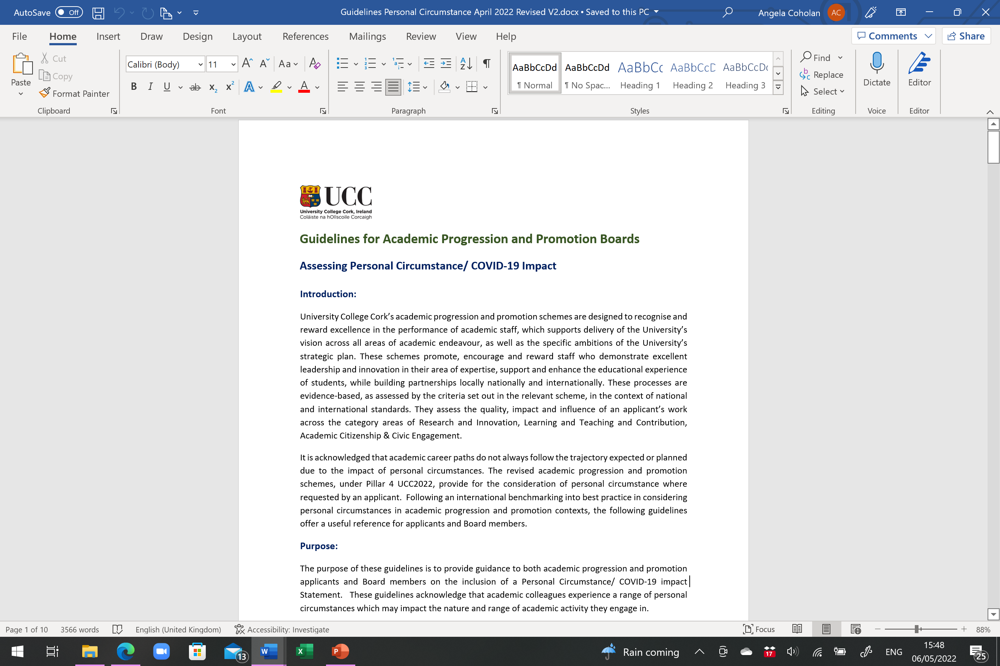 AutoSave Off Guidelines Personal Circumstance April 2022 Revised V2.docx • Saved to this PC Angela Coholan AC
File Home Insert Draw Design Layout References Mailings Review View Help Comments Share
Paste
Cut
Copy
Format Painter
Clipboard
Calibri (Body) 11
Font
Paragraph
AaBbCcDd AaBbCcDd AaBbCc AaBbCcD AaBbCcDc
¶ Normal ¶ No Spac... Heading 1 Heading 2 Heading 3
Styles
Find
Replace
Select
Editing
Dictate
Voice
Editor
Editor
UCC
University College Cork, Ireland
Coláiste na hOllscoile Corcaigh
Guidelines for Academic Progression and Promotion Boards
Assessing Personal Circumstance/ COVID-19 Impact
Introduction:
University College Cork’s academic progression and promotion schemes are designed to recognise and
reward excellence in the performance of academic staff, which supports delivery of the University’s
vision across all areas of academic endeavour, as well as the specific ambitions of the University’s
strategic plan. These schemes promote, encourage and reward staff who demonstrate excellent
leadership and innovation in their area of expertise, support and enhance the educational experience
of students, while building partnerships locally nationally and internationally. These processes are
evidence-based, as assessed by the criteria set out in the relevant scheme, in the context of national
and international standards. They assess the quality, impact and influence of an applicant’s work
across the category areas of Research and Innovation, Learning and Teaching and Contribution,
Academic Citizenship & Civic Engagement.
It is acknowledged that academic career paths do not always follow the trajectory expected or planned
due to the impact of personal circumstances. The revised academic progression and promotion
schemes, under Pillar 4 UCC2022, provide for the consideration of personal circumstance where
requested by an applicant. Following an international benchmarking into best practice in considering
personal circumstances in academic progression and promotion contexts, the following guidelines
offer a useful reference for applicants and Board members.
Purpose:
The purpose of these guidelines is to provide guidance to both academic progression and promotion
applicants and Board members on the inclusion of a Personal Circumstance/ COVID-19 impact
Statement. These guidelines acknowledge that academic colleagues experience a range of personal
circumstances which may impact the nature and range of academic activity they engage in.
Page 1 of 10 3566 words English (United Kingdom) Accessibility: Investigate Focus 88%
13 Rain coming 17 ENG 15:48
06/05/2022 25